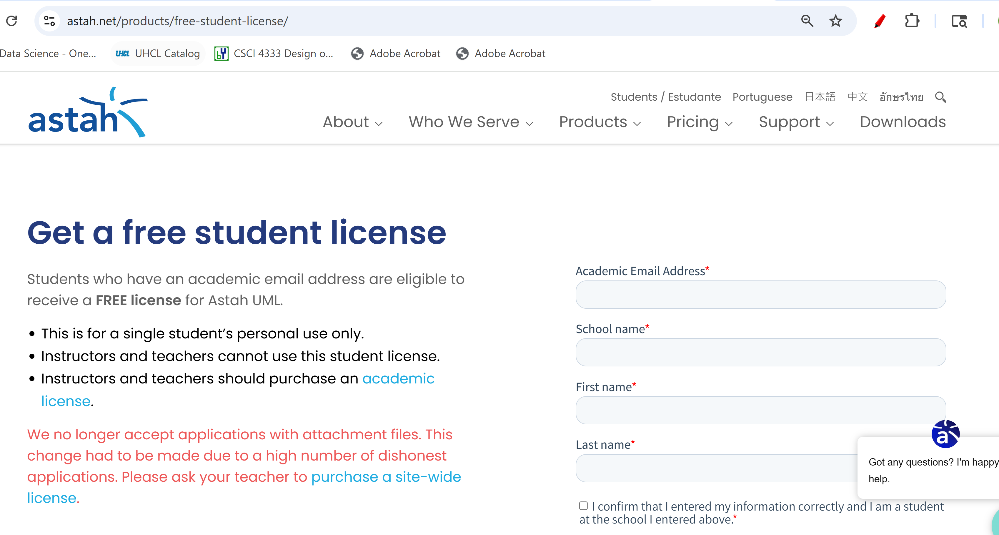 astah.net/products/free-student-license/
Data Science - One...
UHCL UHCL Catalog
bY CSCI 4333 Design o...
Adobe Acrobat
Adobe Acrobat
astah
Students / Estudante Portuguese 日本語 中文 อักษรไทย
About Who We Serve Products Pricing Support Downloads
Get a free student license
Students who have an academic email address are eligible to
receive a FREE license for Astah UML.
• This is for a single student’s personal use only.
• Instructors and teachers cannot use this student license.
• Instructors and teachers should purchase an academic
license.
We no longer accept applications with attachment files. This
change had to be made due to a high number of dishonest
applications. Please ask your teacher to purchase a site-wide
license.
Academic Email Address*
School name*
First name*
Last name*
I confirm that I entered my information correctly and I am a student
at the school I entered above.*
a
Got any questions? I'm happy
help.